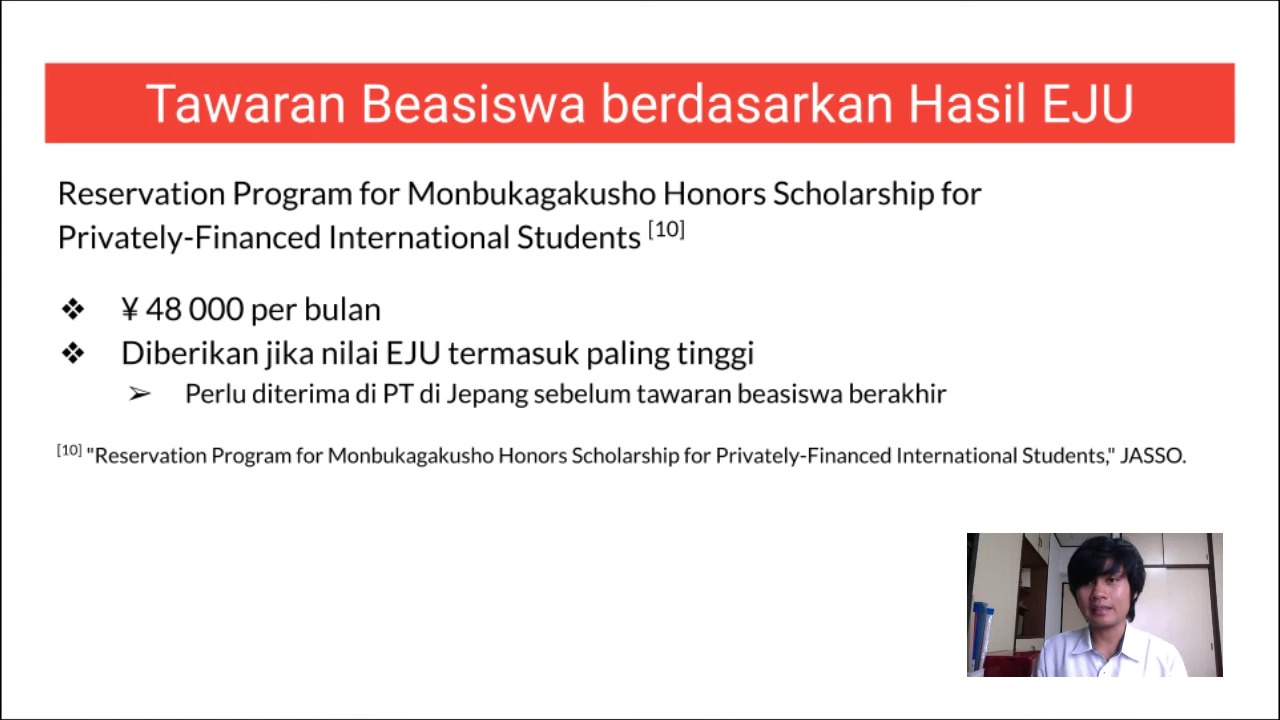 Tawaran Beasiswa berdasarkan Hasil EJU
Reservation Program for Monbukagakusho Honors Scholarship for
Privately-Financed International Students [10]
❖ ¥ 48 000 per bulan
❖ Diberikan jika nilai EJU termasuk paling tinggi
➢ Perlu diterima di PT di Jepang sebelum tawaran beasiswa berakhir
[10] "Reservation Program for Monbukagakusho Honors Scholarship for Privately-Financed International Students," JASSO.